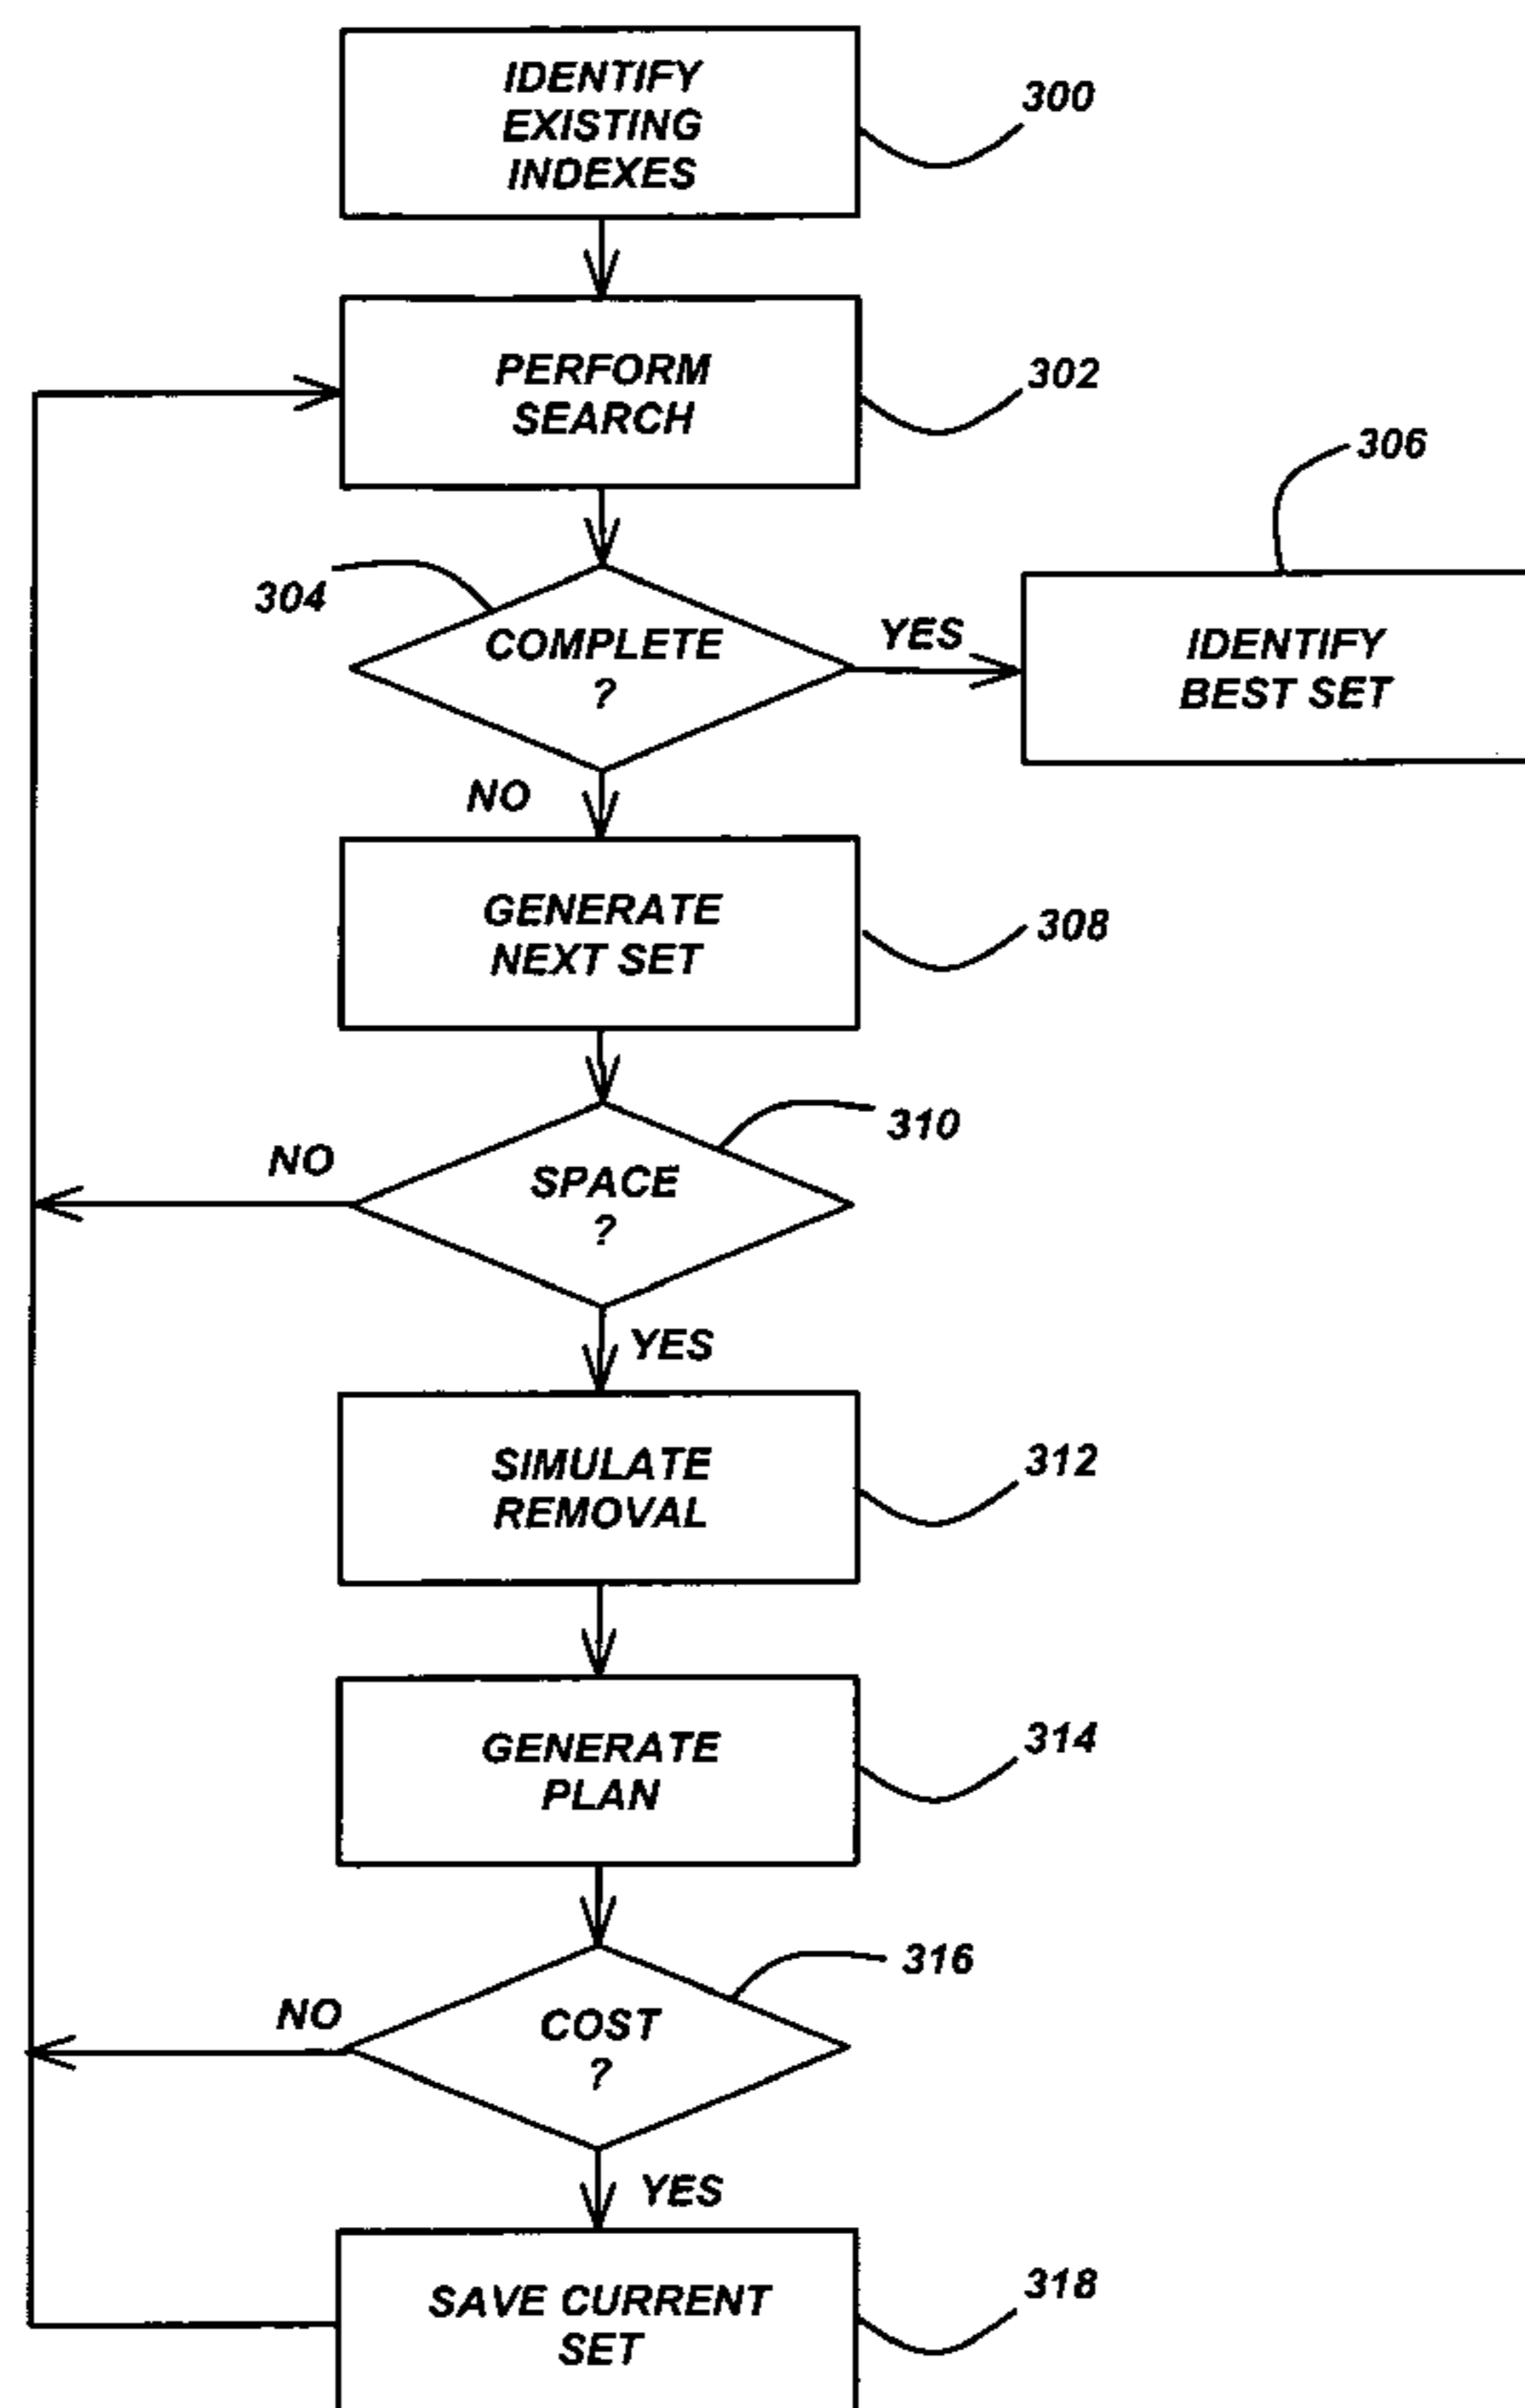 IDENTIFY
EXISTING
INDEXES
300
PERFORM
SEARCH
302
306
304
COMPLETE
?
YES
IDENTIFY
BEST SET
NO
GENERATE
NEXT SET
308
310
NO
SPACE
?
YES
SIMULATE
REMOVAL
312
GENERATE
PLAN
314
316
NO
COST
?
YES
SAVE CURRENT
SET
318